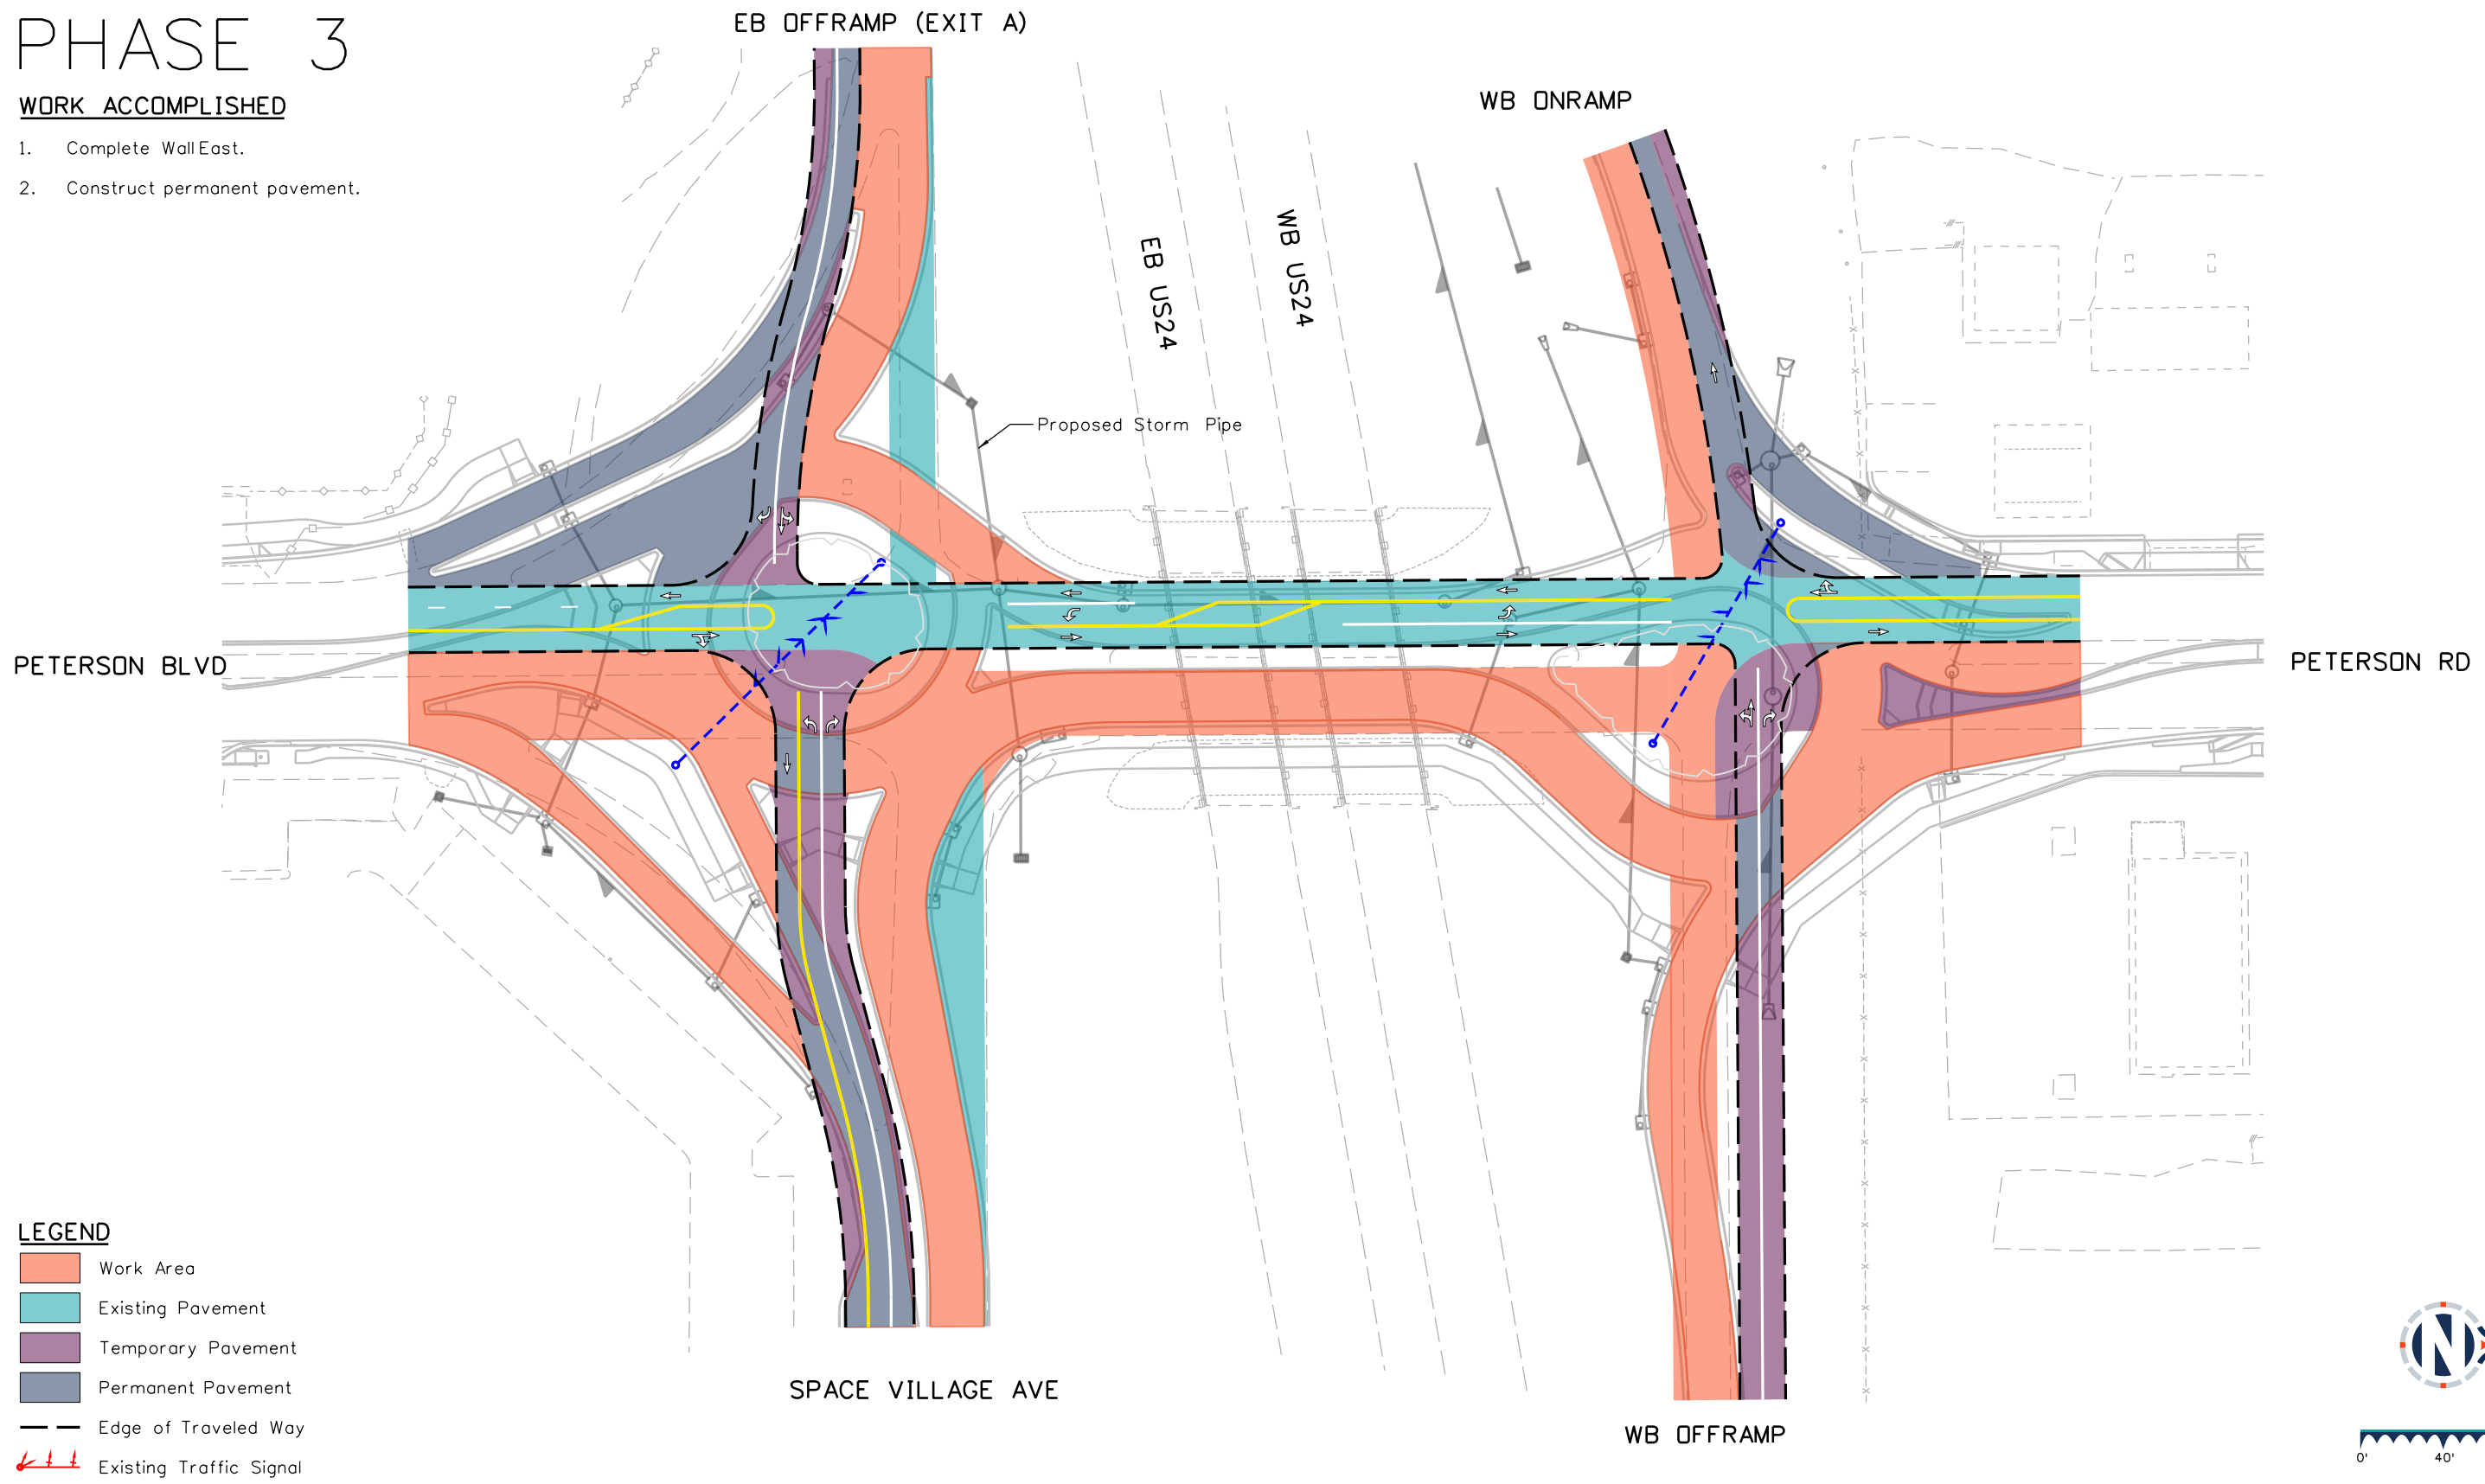 PHASE 3
EB OFFRAMP (EXIT A)
WORK ACCOMPLISHED
1. Complete Wall East.
2. Construct permanent pavement.
WB ONRAMP
EB US24
WB US24
Proposed Storm Pipe
PETERSON BLVD
PETERSON RD
LEGEND
Work Area
Existing Pavement
Temporary Pavement
Permanent Pavement
Edge of Traveled Way
Existing Traffic Signal
SPACE VILLAGE AVE
WB OFFRAMP
N
0' 40'